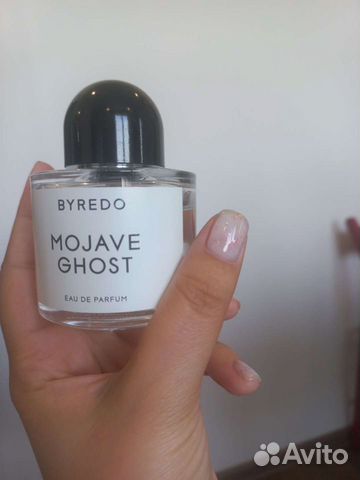 BYREDO
MOJAVE
GHOST
EAU DE PARFUM
Avito